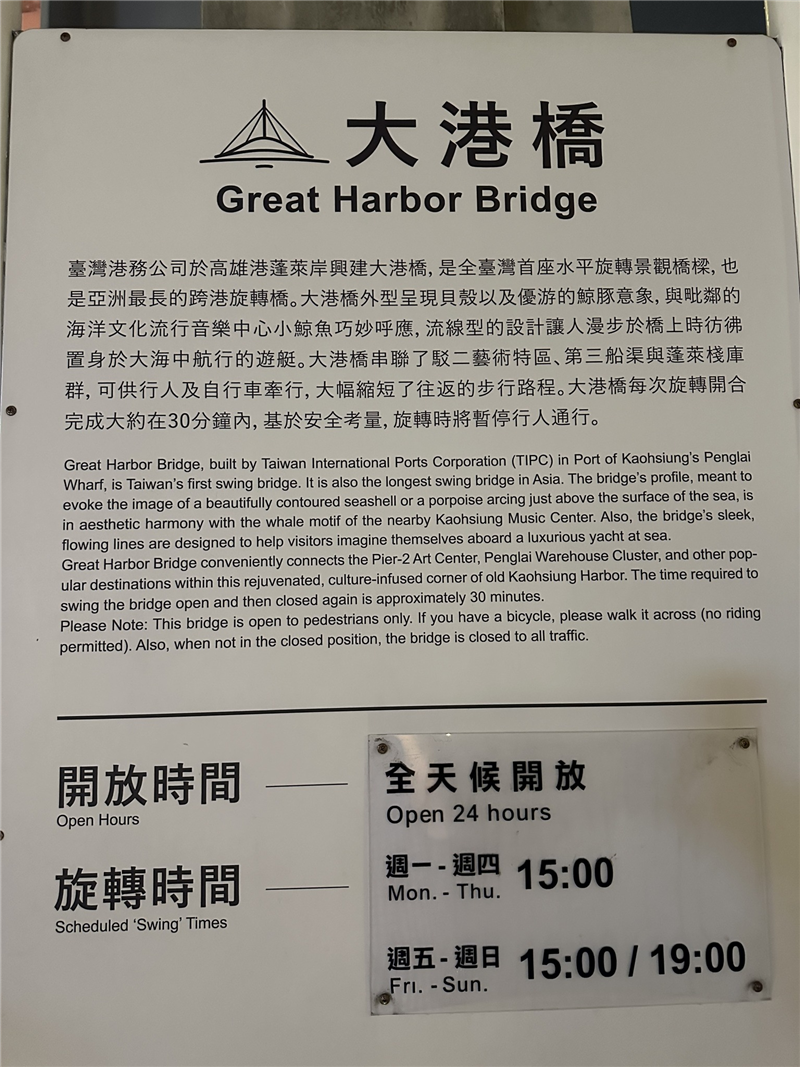 大港橋
Great Harbor Bridge
臺灣港務公司於高雄港蓬萊岸興建大港橋，是全臺灣首座水平旋轉景觀橋樑，也
是亞洲最長的跨港旋轉橋。大港橋外型呈現貝殼以及優游的鯨豚意象，與毗鄰的
海洋文化流行音樂中心小鯨魚巧妙呼應，流線型的設計讓人漫步於橋上時彷彿
置身於大海中航行的遊艇。大港橋串聯了駁二藝術特區、第三船渠與蓬萊棧庫
群，可供行人及自行車牽行，大幅縮短了往返的步行路程。大港橋每次旋轉開合
完成大約在30分鐘內，基於安全考量，旋轉時將暫停行人通行。
Great Harbor Bridge, built by Taiwan International Ports Corporation (TIPC) in Port of Kaohsiung's Penglai
Wharf, is Taiwan's first swing bridge. It is also the longest swing bridge in Asia. The bridge's profile, meant to
evoke the image of a beautifully contoured seashell or a porpoise arcing just above the surface of the sea, is
in aesthetic harmony with the whale motif of the nearby Kaohsiung Music Center. Also, the bridge's sleek,
flowing lines are designed to help visitors imagine themselves aboard a luxurious yacht at sea.
Great Harbor Bridge conveniently connects the Pier-2 Art Center, Penglai Warehouse Cluster, and other pop-
ular destinations within this rejuvenated, culture-infused corner of old Kaohsiung Harbor. The time required to
swing the bridge open and then closed again is approximately 30 minutes.
Please Note: This bridge is open to pedestrians only. If you have a bicycle, please walk it across (no riding
permitted). Also, when not in the closed position, the bridge is closed to all traffic.
開放時間
Open Hours
全天候開放
Open 24 hours
旋轉時間
Scheduled 'Swing' Times
週一 - 週四 15:00
Mon. - Thu.
週五 - 週日 15:00 / 19:00
Fri. - Sun.